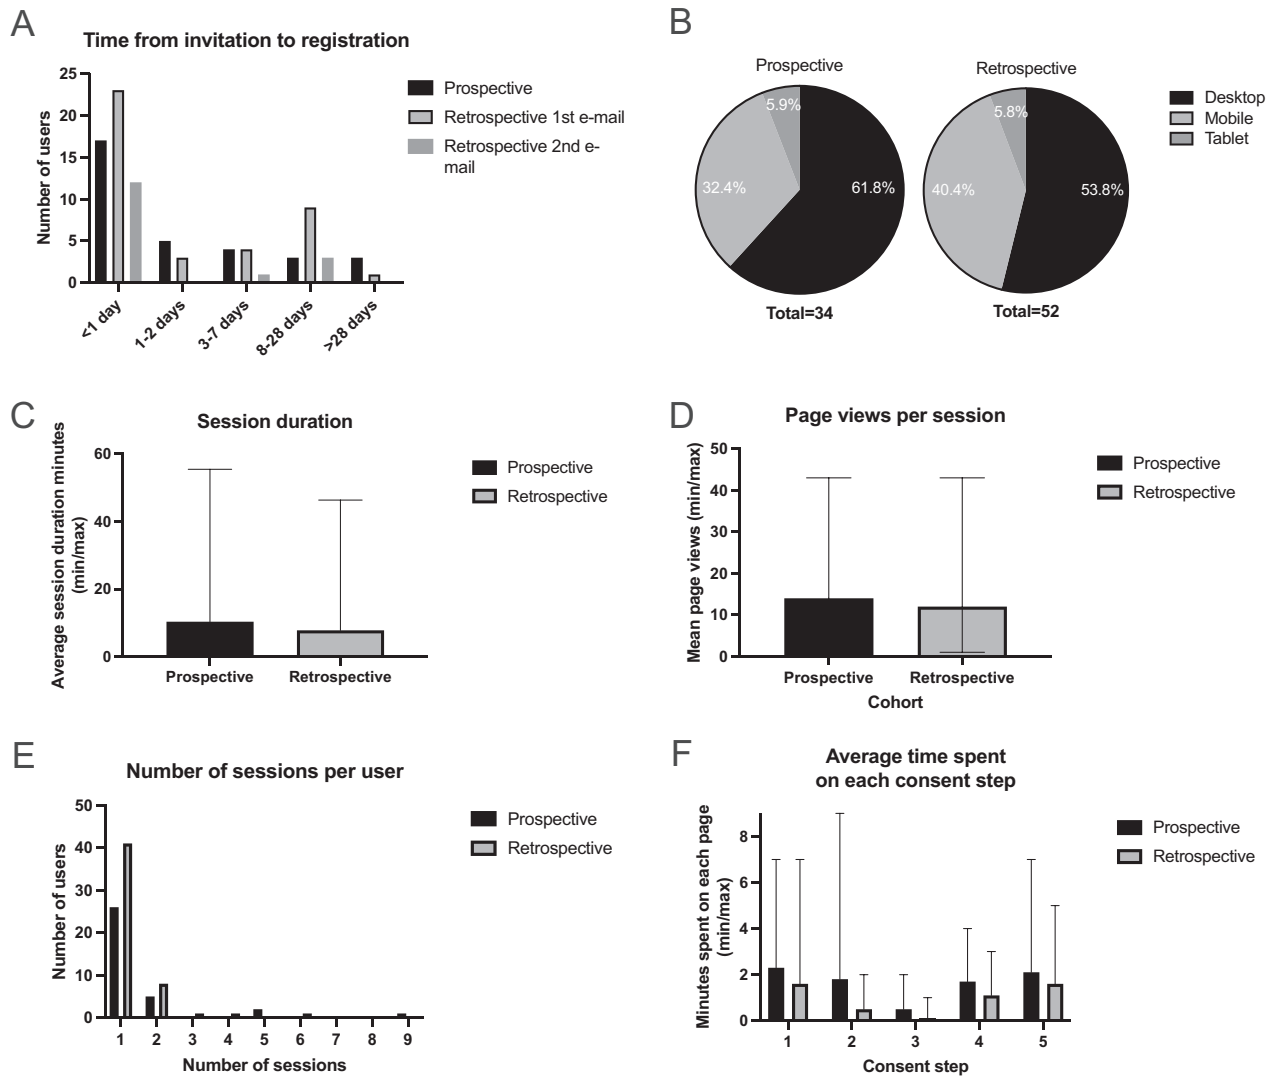 A
Time from invitation to registration
25
20
15
10
5
0
Number of users
<1 day
1-2 days
3-7 days
8-28 days
>28 days
Prospective
Retrospective 1st e-mail
Retrospective 2nd e-
mail
B
Prospective
5.9%
32.4%
61.8%
Total=34
Retrospective
5.8%
40.4%
53.8%
Total=52
Desktop
Mobile
Tablet
C
Session duration
Average session duration minutes
(min/max)
60
40
20
0
Prospective
Retrospective
Prospective
Retrospective
D
Page views per session
Mean page views (min/max)
50
40
30
20
10
0
Prospective
Retrospective
Cohort
Prospective
Retrospective
E
Number of sessions per user
Number of users
50
40
30
20
10
0
1 2 3 4 5 6 7 8 9
Number of sessions
Prospective
Retrospective
F
Average time spent
on each consent step
Minutes spent on each page
(min/max)
8
6
4
2
0
1 2 3 4 5
Consent step
Prospective
Retrospective